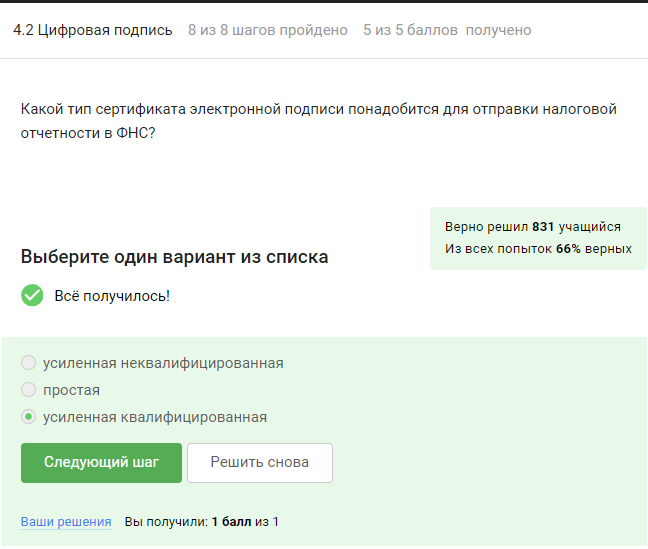 4.2 Цифровая подпись 8 из 8 шагов пройдено 5 из 5 баллов получено
Какой тип сертификата электронной подписи понадобится для отправки налоговой
отчетности в ФНС?
Верно решил 831 учащийся
Из всех попыток 66% верных
Выберите один вариант из списка
Всё получилось!
усиленная неквалифицированная
простая
усиленная квалифицированная
Следующий шаг Решить снова
Ваши решения Вы получили: 1 балл из 1